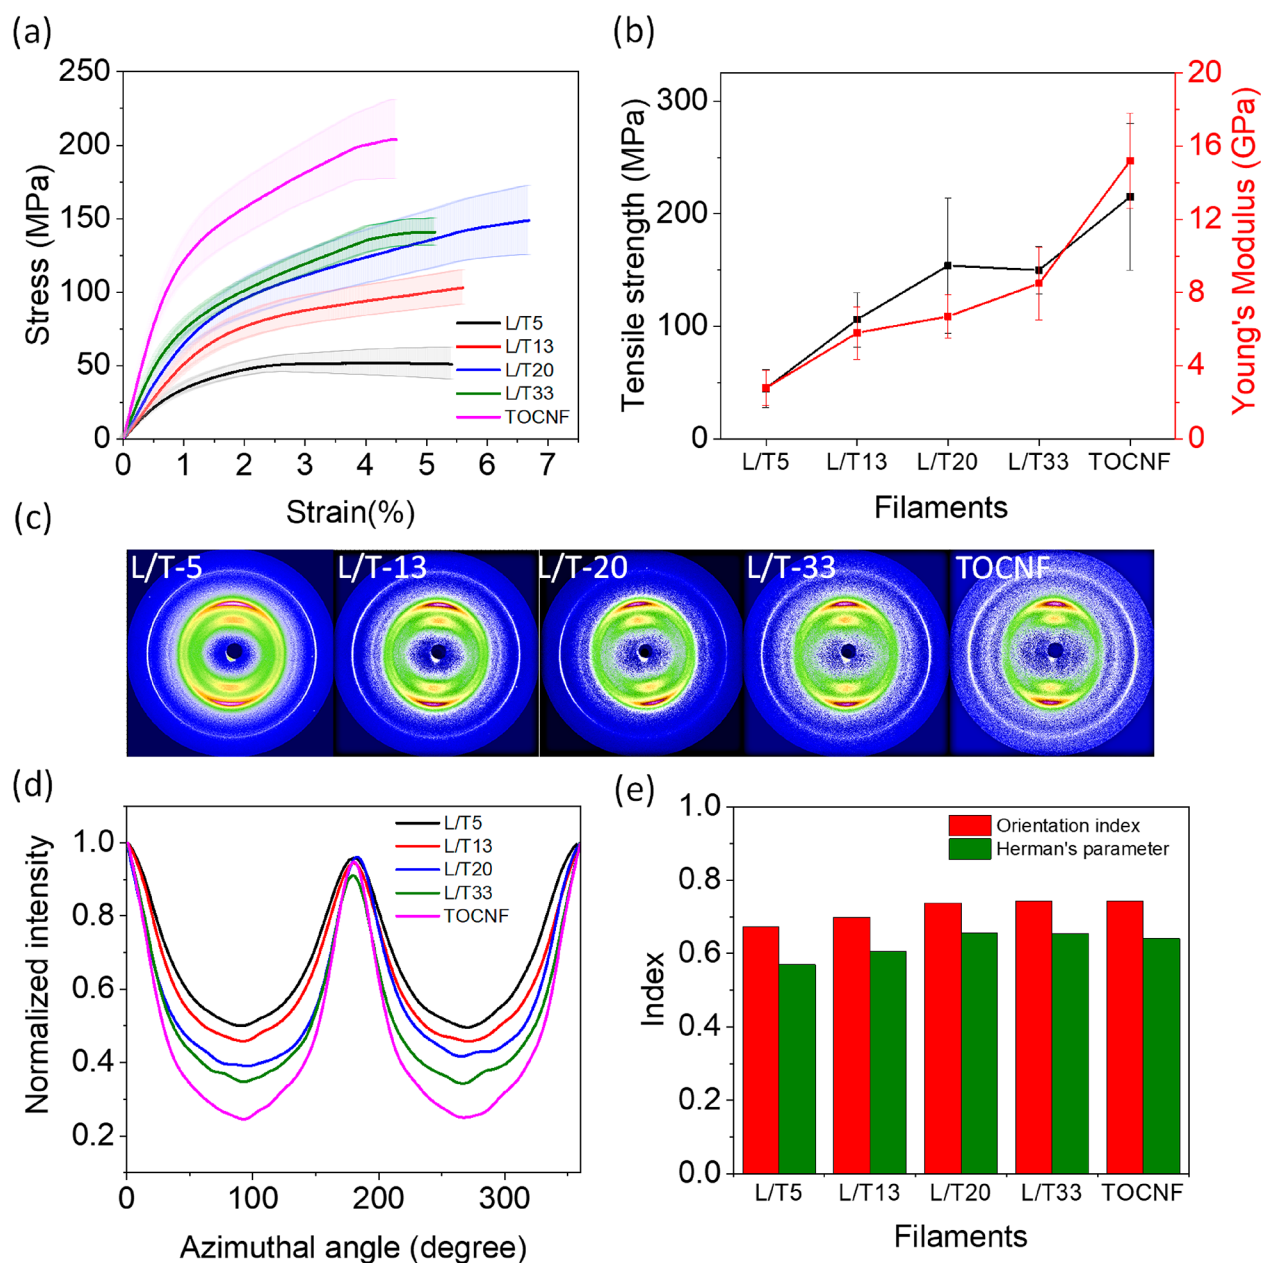 (a)
250
200
150
100
50
0
Stress (MPa)
0 1 2 3 4 5 6 7
Strain(%)
L/T5
L/T13
L/T20
L/T33
TOCNF
(b)
300
200
100
0
Tensile strength (MPa)
20
16
12
8
4
0
Young's Modulus (GPa)
L/T5 L/T13 L/T20 L/T33 TOCNF
Filaments
(c)
L/T-5 L/T-13 L/T-20 L/T-33 TOCNF
(d)
1.0
0.8
0.6
0.4
0.2
Normalized intensity
0 100 200 300
Azimuthal angle (degree)
L/T5
L/T13
L/T20
L/T33
TOCNF
(e)
1.0
0.8
0.6
0.4
0.2
0.0
Index
Orientation index
Herman's parameter
L/T5 L/T13 L/T20 L/T33 TOCNF
Filaments